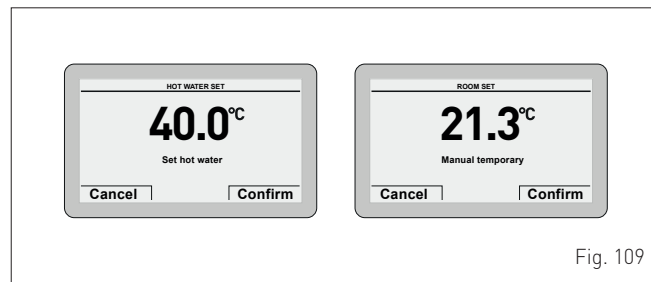 HOT WATER SET
40.0°C
Set hot water
Cancel
Confirm
ROOM SET
21.3°C
Manual temporary
Cancel
Confirm
Fig. 109